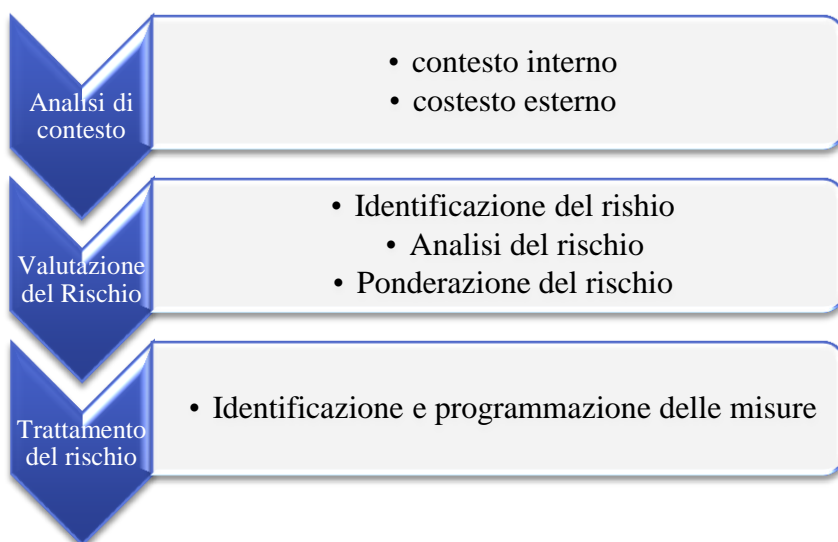 Analisi di
contesto
• contesto interno
• costesto esterno
Valutazione
del Rischio
• Identificazione del rishio
• Analisi del rischio
• Ponderazione del rischio
Trattamento
del rischio
• Identificazione e programmazione delle misure